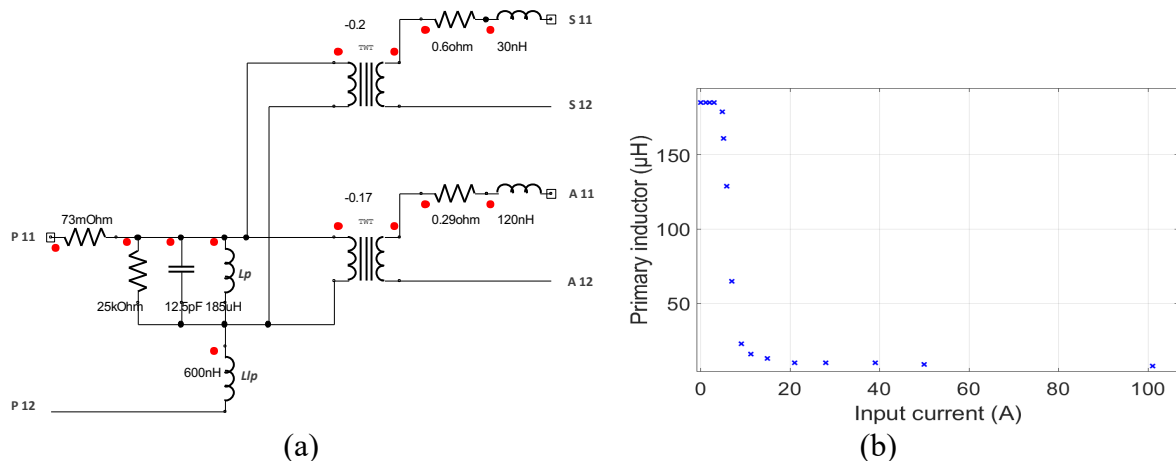 S 11
-0.2
TWT
0.6ohm
30nH
S 12
A 11
-0.17
TWT
0.29ohm
120nH
73mOhm
P 11
Lp
25kOhm
12.5pF
185uH
A 12
600nH
Llp
P 12
(a)
Primary inductor (µH)
150
100
50
0
20
40
60
80
100
Input current (A)
(b)